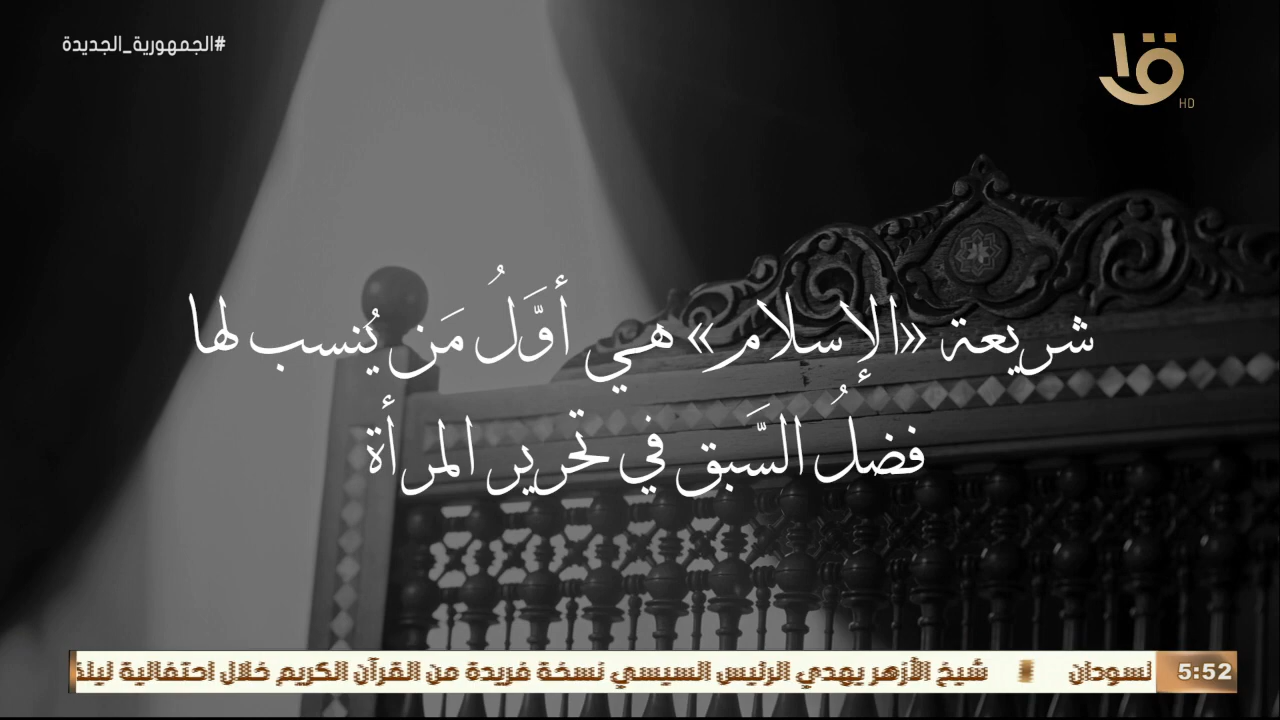 #الجمهورية_الجديدة
HD
شريعة «الإسلام» هي أوَّلُ مَن يُنسب لها
فضلُ السَّبق في تحرير المرأة
5:52
لسودان شيخ الأزهر يهدي الرئيس السيسي نسخة فريدة من القرآن الكريم خلال احتفالية ليلة